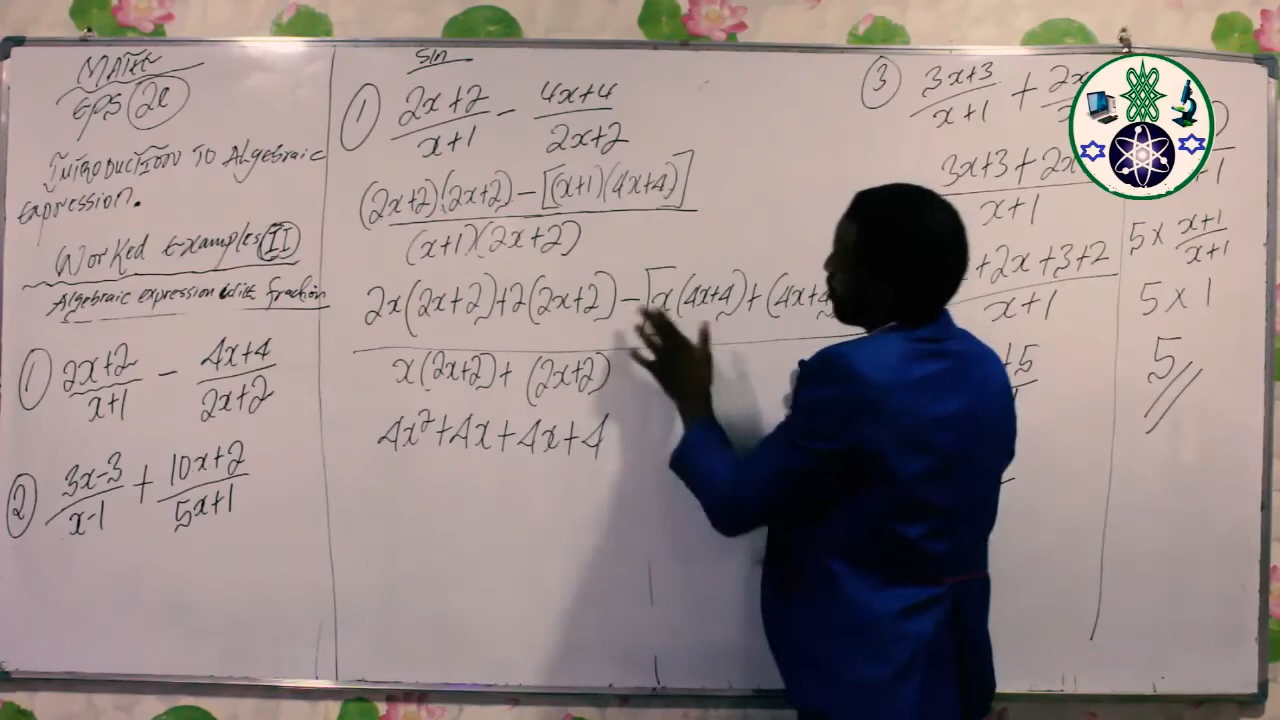 MATH
EPS 2e
Introduction To Algebraic
Expression.
Worked Examples II
Algebraic expression with fraction
① (2x+2)/(x+1) − (4x+4)/(2x+2)
② (3x-3)/(x-1) + (10x+2)/(5x+1)
Sln
① (2x+2)/(x+1) − (4x+4)/(2x+2)
(2x+2)(2x+2) − [(x+1)(4x+4)]
(x+1)(2x+2)
2x(2x+2)+2(2x+2) − [x(4x+4)+(4x+4
x(2x+2)+(2x+2)
4x²+4x+4x+4
③ (3x+3)/(x+1) + 2x
3x+3+2x
x+1
+2x+3+2
x+1
+5
5× (x+1)/(x+1)
5×1
5